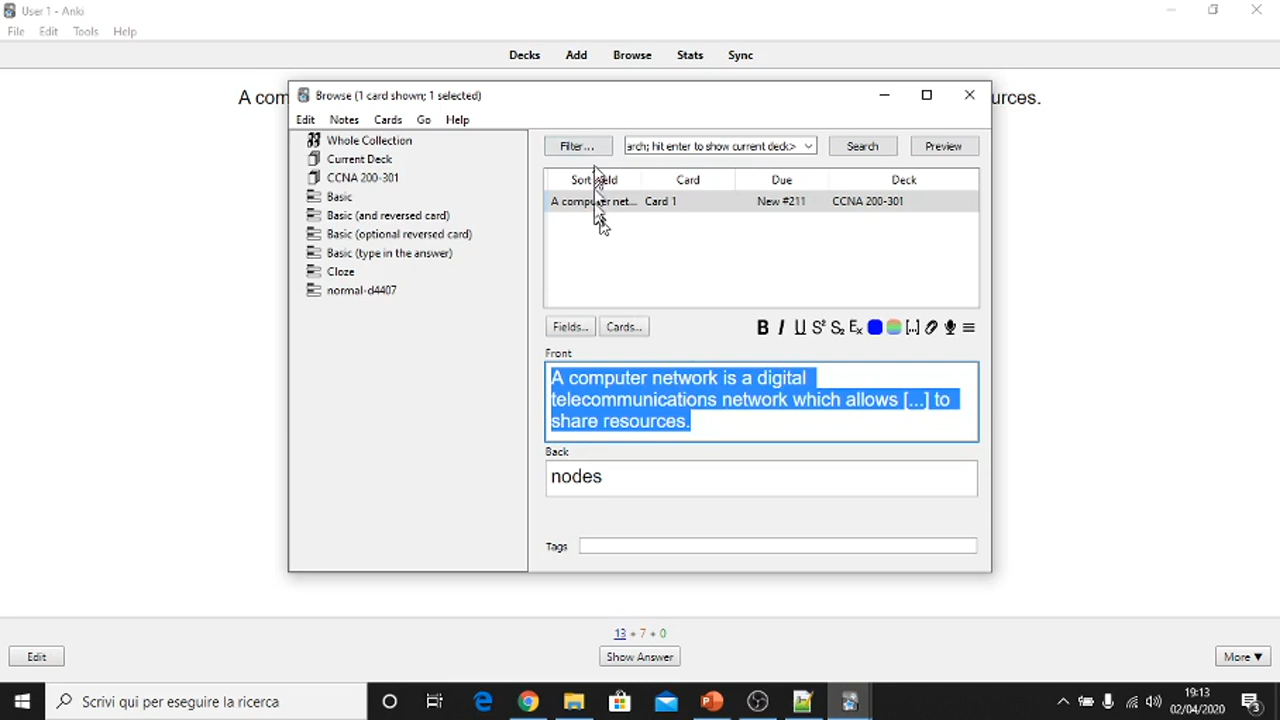 User 1 - Anki
File Edit Tools Help
Decks Add Browse Stats Sync
A com
urces.
Browse (1 card shown; 1 selected)
Edit Notes Cards Go Help
Whole Collection
Current Deck
CCNA 200-301
Basic
Basic (and reversed card)
Basic (optional reversed card)
Basic (type in the answer)
Cloze
normal-d4407
Filter... arch; hit enter to show current deck> Search Preview
Sort field Card Due Deck
A computer net... Card 1 New #211 CCNA 200-301
Fields... Cards...
Front
A computer network is a digital
telecommunications network which allows [...] to
share resources.
Back
nodes
Tags
13 + 7 + 0
Edit Show Answer More ▼
Scrivi qui per eseguire la ricerca
19:13
02/04/2020
3